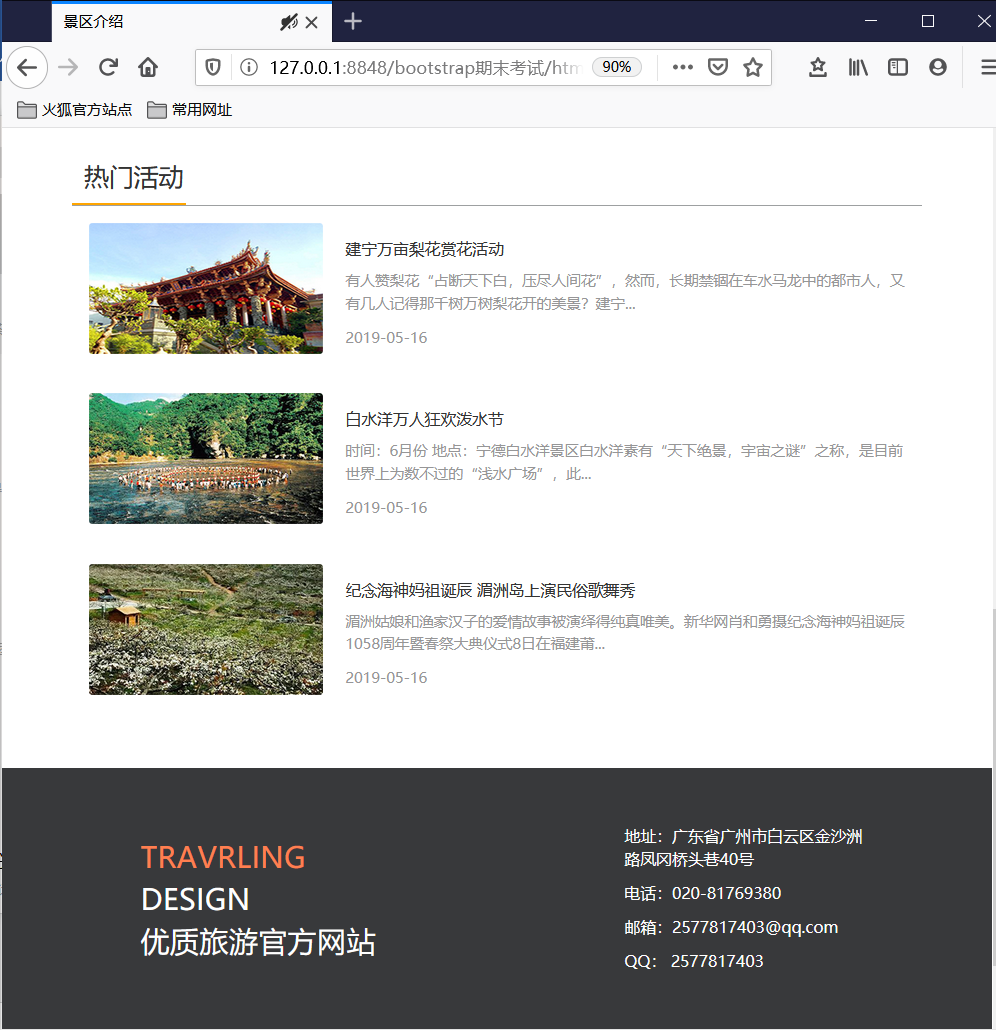 景区介绍
127.0.0.1:8848/bootstrap期末考试/htm
90%
火狐官方站点 常用网址
热门活动
建宁万亩梨花赏花活动
有人赞梨花“占断天下白，压尽人间花”，然而，长期禁锢在车水马龙中的都市人，又
有几人记得那千树万树梨花开的美景？建宁...
2019-05-16
白水洋万人狂欢泼水节
时间：6月份 地点：宁德白水洋景区白水洋素有“天下绝景，宇宙之谜”之称，是目前
世界上为数不过的“浅水广场”，此...
2019-05-16
纪念海神妈祖诞辰 湄洲岛上演民俗歌舞秀
湄洲姑娘和渔家汉子的爱情故事被演绎得纯真唯美。新华网肖和勇摄纪念海神妈祖诞辰
1058周年暨春祭大典仪式8日在福建莆...
2019-05-16
TRAVRLING
DESIGN
优质旅游官方网站
地址：广东省广州市白云区金沙洲
路凤冈桥头巷40号
电话：020-81769380
邮箱：2577817403@qq.com
QQ： 2577817403